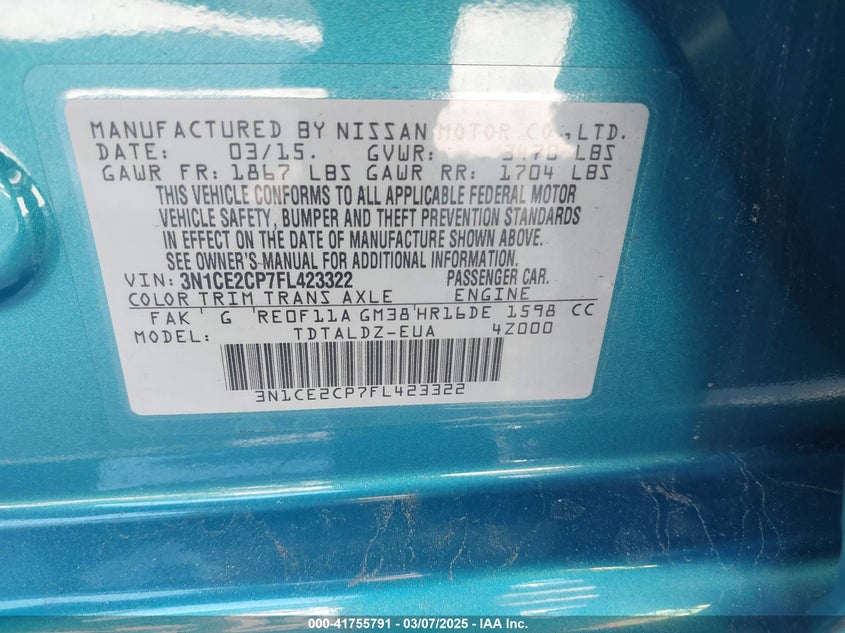 MANUFACTURED BY NISSAN MOTOR CO., LTD.
DATE: 03/15. GVWR: 3470 LBS
GAWR FR: 1867 LBS GAWR RR: 1704 LBS
THIS VEHICLE CONFORMS TO ALL APPLICABLE FEDERAL MOTOR
VEHICLE SAFETY, BUMPER AND THEFT PREVENTION STANDARDS
IN EFFECT ON THE DATE OF MANUFACTURE SHOWN ABOVE.
SEE OWNER'S MANUAL FOR ADDITIONAL INFORMATION.
VIN: 3N1CE2CP7FL423322 PASSENGER CAR.
COLOR TRIM TRANS AXLE ENGINE
FAK G RE0F11A GM38 HR16DE 1598 CC
MODEL: TDTALDZ-EUA 4Z000
3N1CE2CP7FL423322
000-41755791 - 03/07/2025 - © IAA Inc.